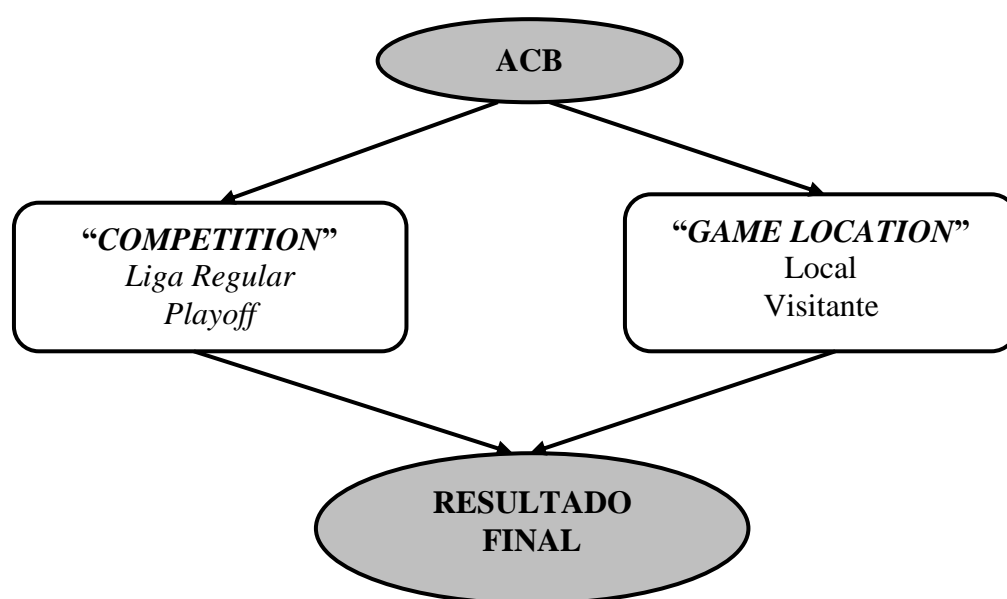 ACB
“COMPETITION”
Liga Regular
Playoff
“GAME LOCATION”
Local
Visitante
RESULTADO
FINAL